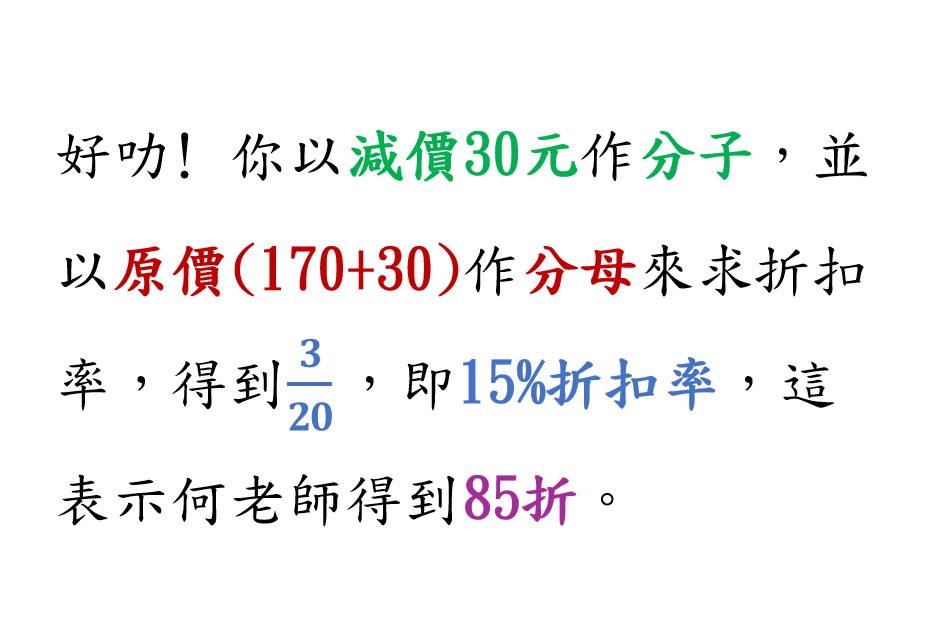 好叻! 你以減價30元作分子，並
以原價(170+30)作分母來求折扣
率，得到3/20，即15%折扣率，這
表示何老師得到85折。